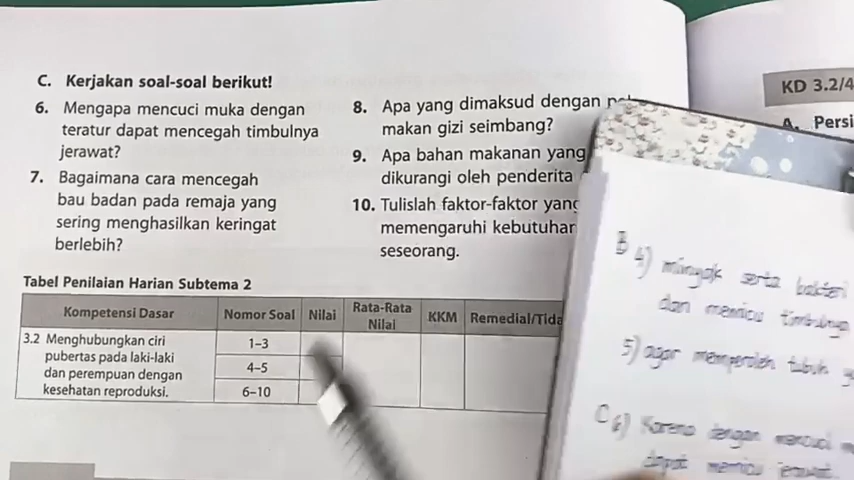 C. Kerjakan soal-soal berikut!
6. Mengapa mencuci muka dengan
teratur dapat mencegah timbulnya
jerawat?
7. Bagaimana cara mencegah
bau badan pada remaja yang
sering menghasilkan keringat
berlebih?
8. Apa yang dimaksud dengan
makan gizi seimbang?
9. Apa bahan makanan yang
dikurangi oleh penderita
10. Tulislah faktor-faktor yang
memengaruhi kebutuhan
seseorang.
Tabel Penilaian Harian Subtema 2
Kompetensi Dasar Nomor Soal Nilai Rata-Rata Nilai KKM Remedial/Tida
3.2 Menghubungkan ciri
pubertas pada laki-laki
dan perempuan dengan
kesehatan reproduksi.
1–3
4–5
6–10
KD 3.2/4
A. Persi
B 4) minyak serta bakteri
dan memicu timbulnya
5) agar memperoleh tubuh
C 6) Karena dengan mencuci
dapat memicu jerawat